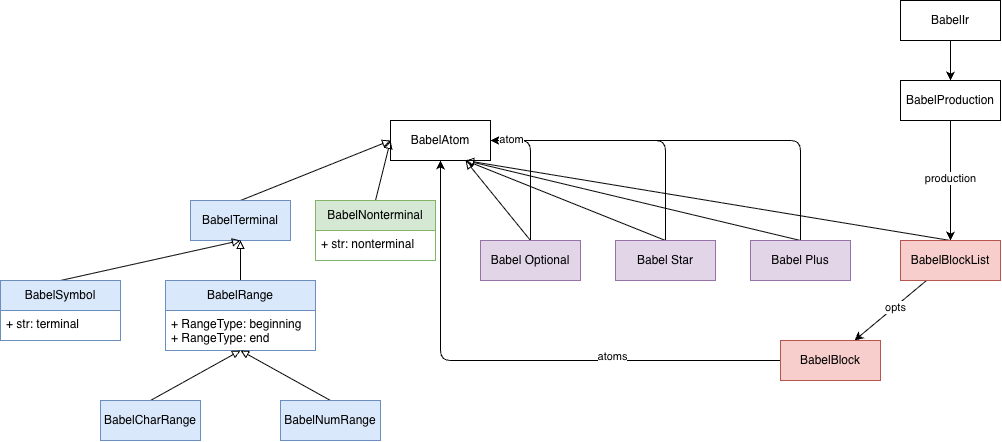 BabelIr
BabelProduction
BabelAtom
atom
production
BabelTerminal
BabelNonterminal
+ str: nonterminal
Babel Optional
Babel Star
Babel Plus
BabelBlockList
BabelSymbol
+ str: terminal
BabelRange
+ RangeType: beginning
+ RangeType: end
opts
atoms
BabelBlock
BabelCharRange
BabelNumRange